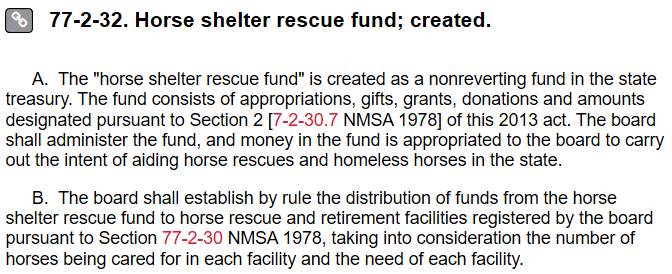 77-2-32. Horse shelter rescue fund; created.
A. The "horse shelter rescue fund" is created as a nonreverting fund in the state
treasury. The fund consists of appropriations, gifts, grants, donations and amounts
designated pursuant to Section 2 [7-2-30.7 NMSA 1978] of this 2013 act. The board
shall administer the fund, and money in the fund is appropriated to the board to carry
out the intent of aiding horse rescues and homeless horses in the state.
B. The board shall establish by rule the distribution of funds from the horse
shelter rescue fund to horse rescue and retirement facilities registered by the board
pursuant to Section 77-2-30 NMSA 1978, taking into consideration the number of
horses being cared for in each facility and the need of each facility.